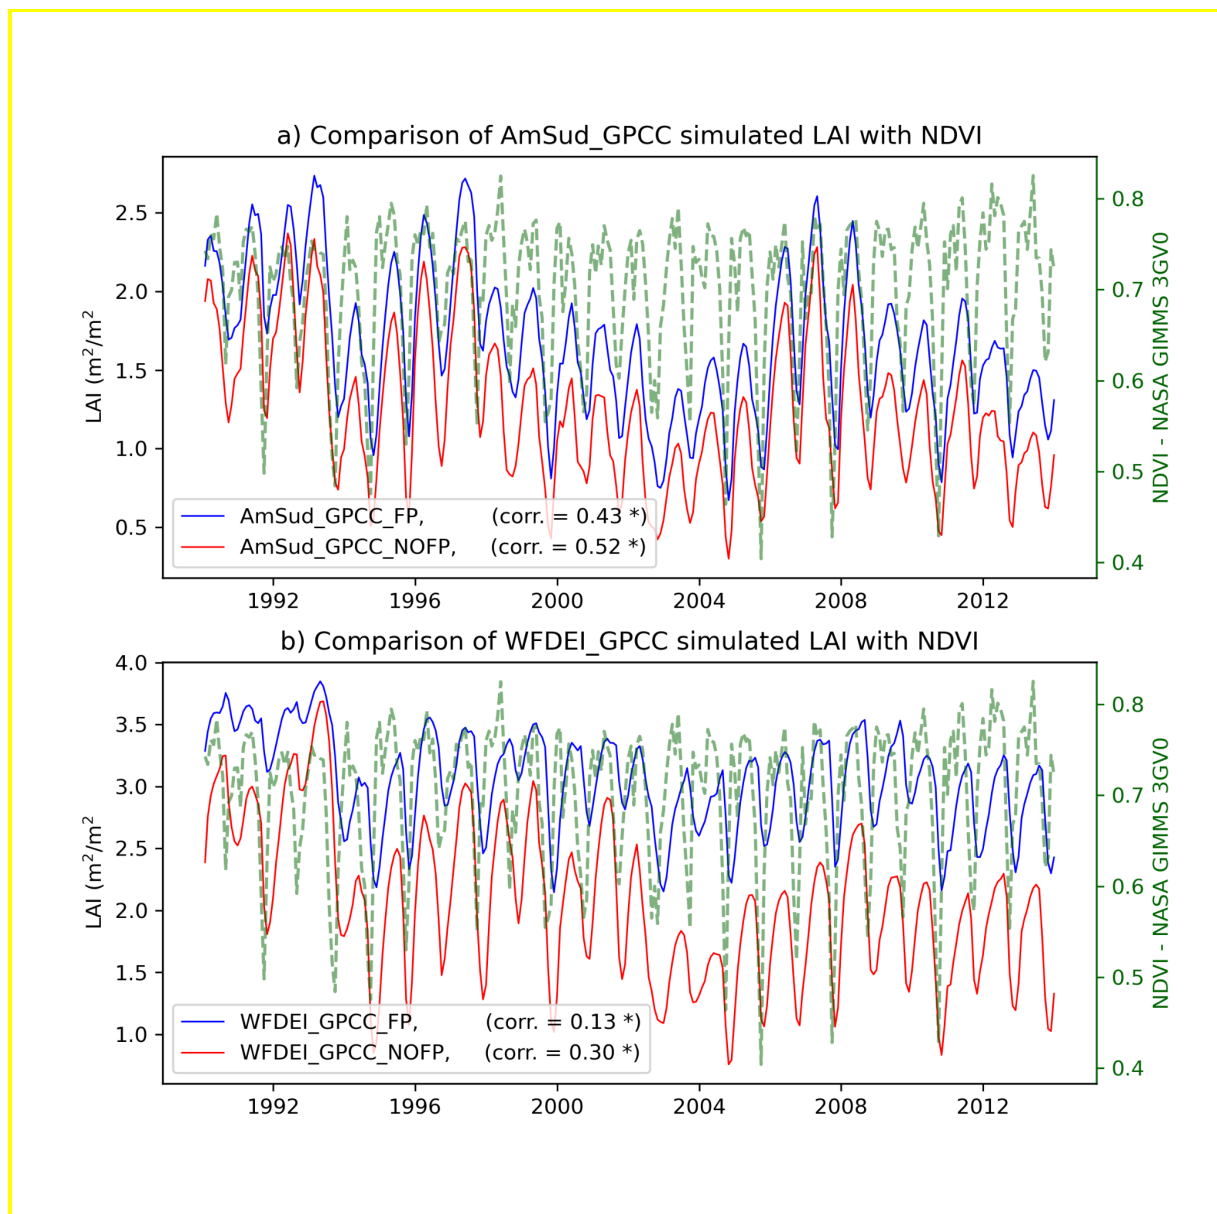 a) Comparison of AmSud_GPCC simulated LAI with NDVI
2.5
2.0
1.5
1.0
0.5
LAI (m²/m²)
0.8
0.7
0.6
0.5
0.4
NDVI - NASA GIMMS 3GV0
AmSud_GPCC_FP, (corr. = 0.43 *)
AmSud_GPCC_NOFP, (corr. = 0.52 *)
1992 1996 2000 2004 2008 2012
b) Comparison of WFDEI_GPCC simulated LAI with NDVI
4.0
3.5
3.0
2.5
2.0
1.5
1.0
LAI (m²/m²)
0.8
0.7
0.6
0.5
0.4
NDVI - NASA GIMMS 3GV0
WFDEI_GPCC_FP, (corr. = 0.13 *)
WFDEI_GPCC_NOFP, (corr. = 0.30 *)
1992 1996 2000 2004 2008 2012